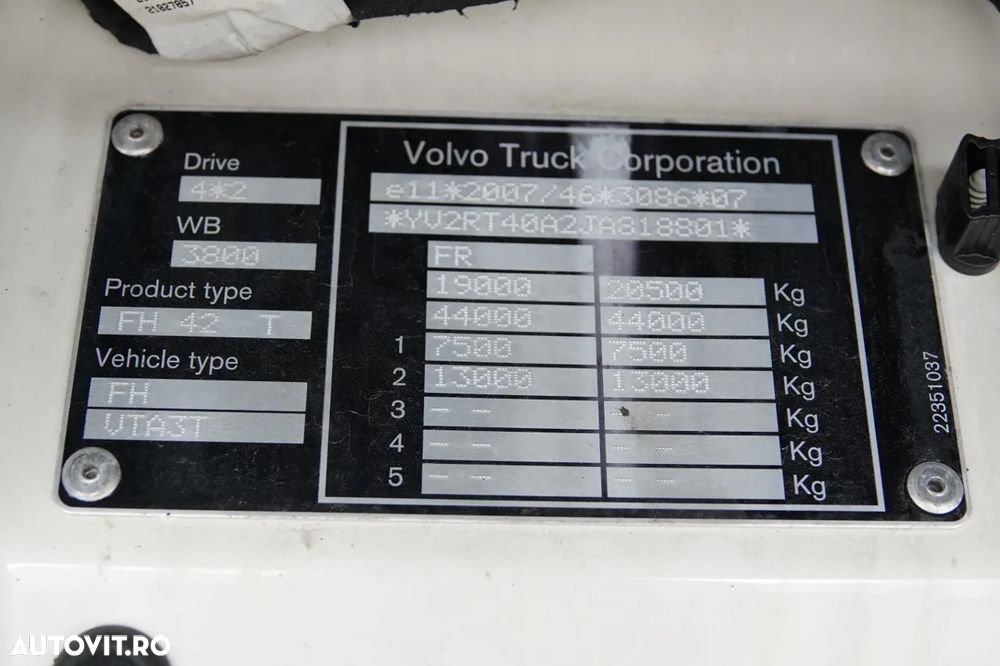 21827857
Drive
4*2
WB
3800
Product type
FH 42 T
Vehicle type
FH
VTA3T
Volvo Truck Corporation
e11*2007/46*3086*07
*YV2RT40A2JA818801*
FR
19000 20500 Kg
44000 44000 Kg
1 7500 7500 Kg
2 13000 13000 Kg
3 -- -- -- -- Kg
4 -- -- -- -- Kg
5 -- -- -- -- Kg
22351037
AUTOVIT.RO